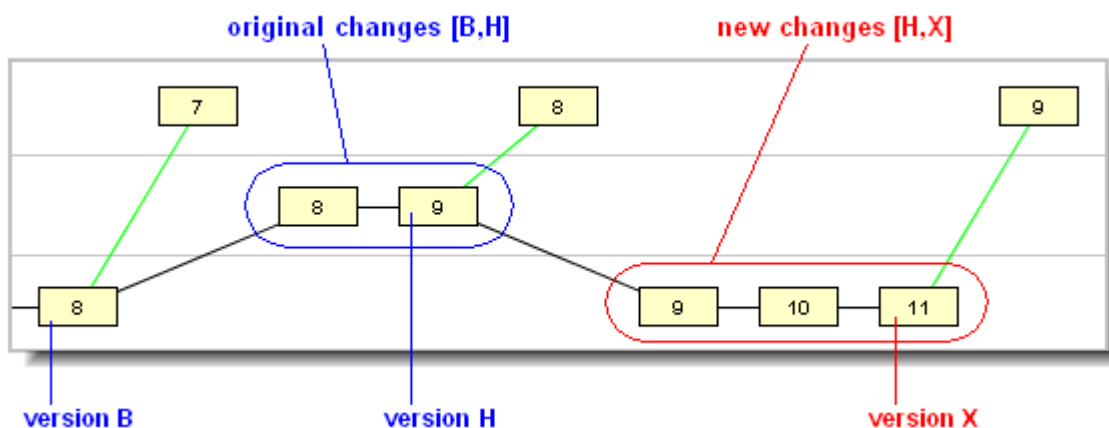 original changes [B,H] new changes [H,X]
7 8 9
8 9
8 9 10 11
version B version H version X